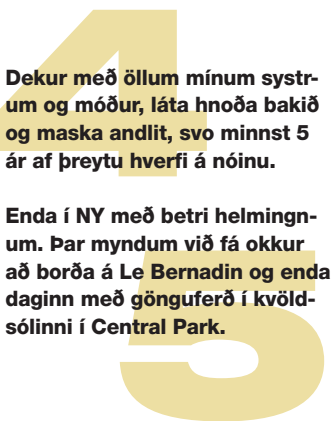 4
Dekur með öllum mínum systr-
um og móður, láta hnoða bakið
og maska andlit, svo minnst 5
ár af þreytu hverfi á nóinu.
5
Enda í NY með betri helmingn-
um. Þar myndum við fá okkur
að borða á Le Bernadin og enda
daginn með gönguferð í kvöld-
sólinni í Central Park.